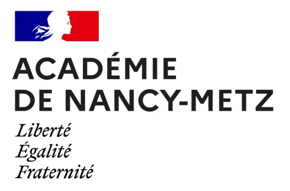 ACADÉMIE
DE NANCY-METZ
Liberté
Égalité
Fraternité